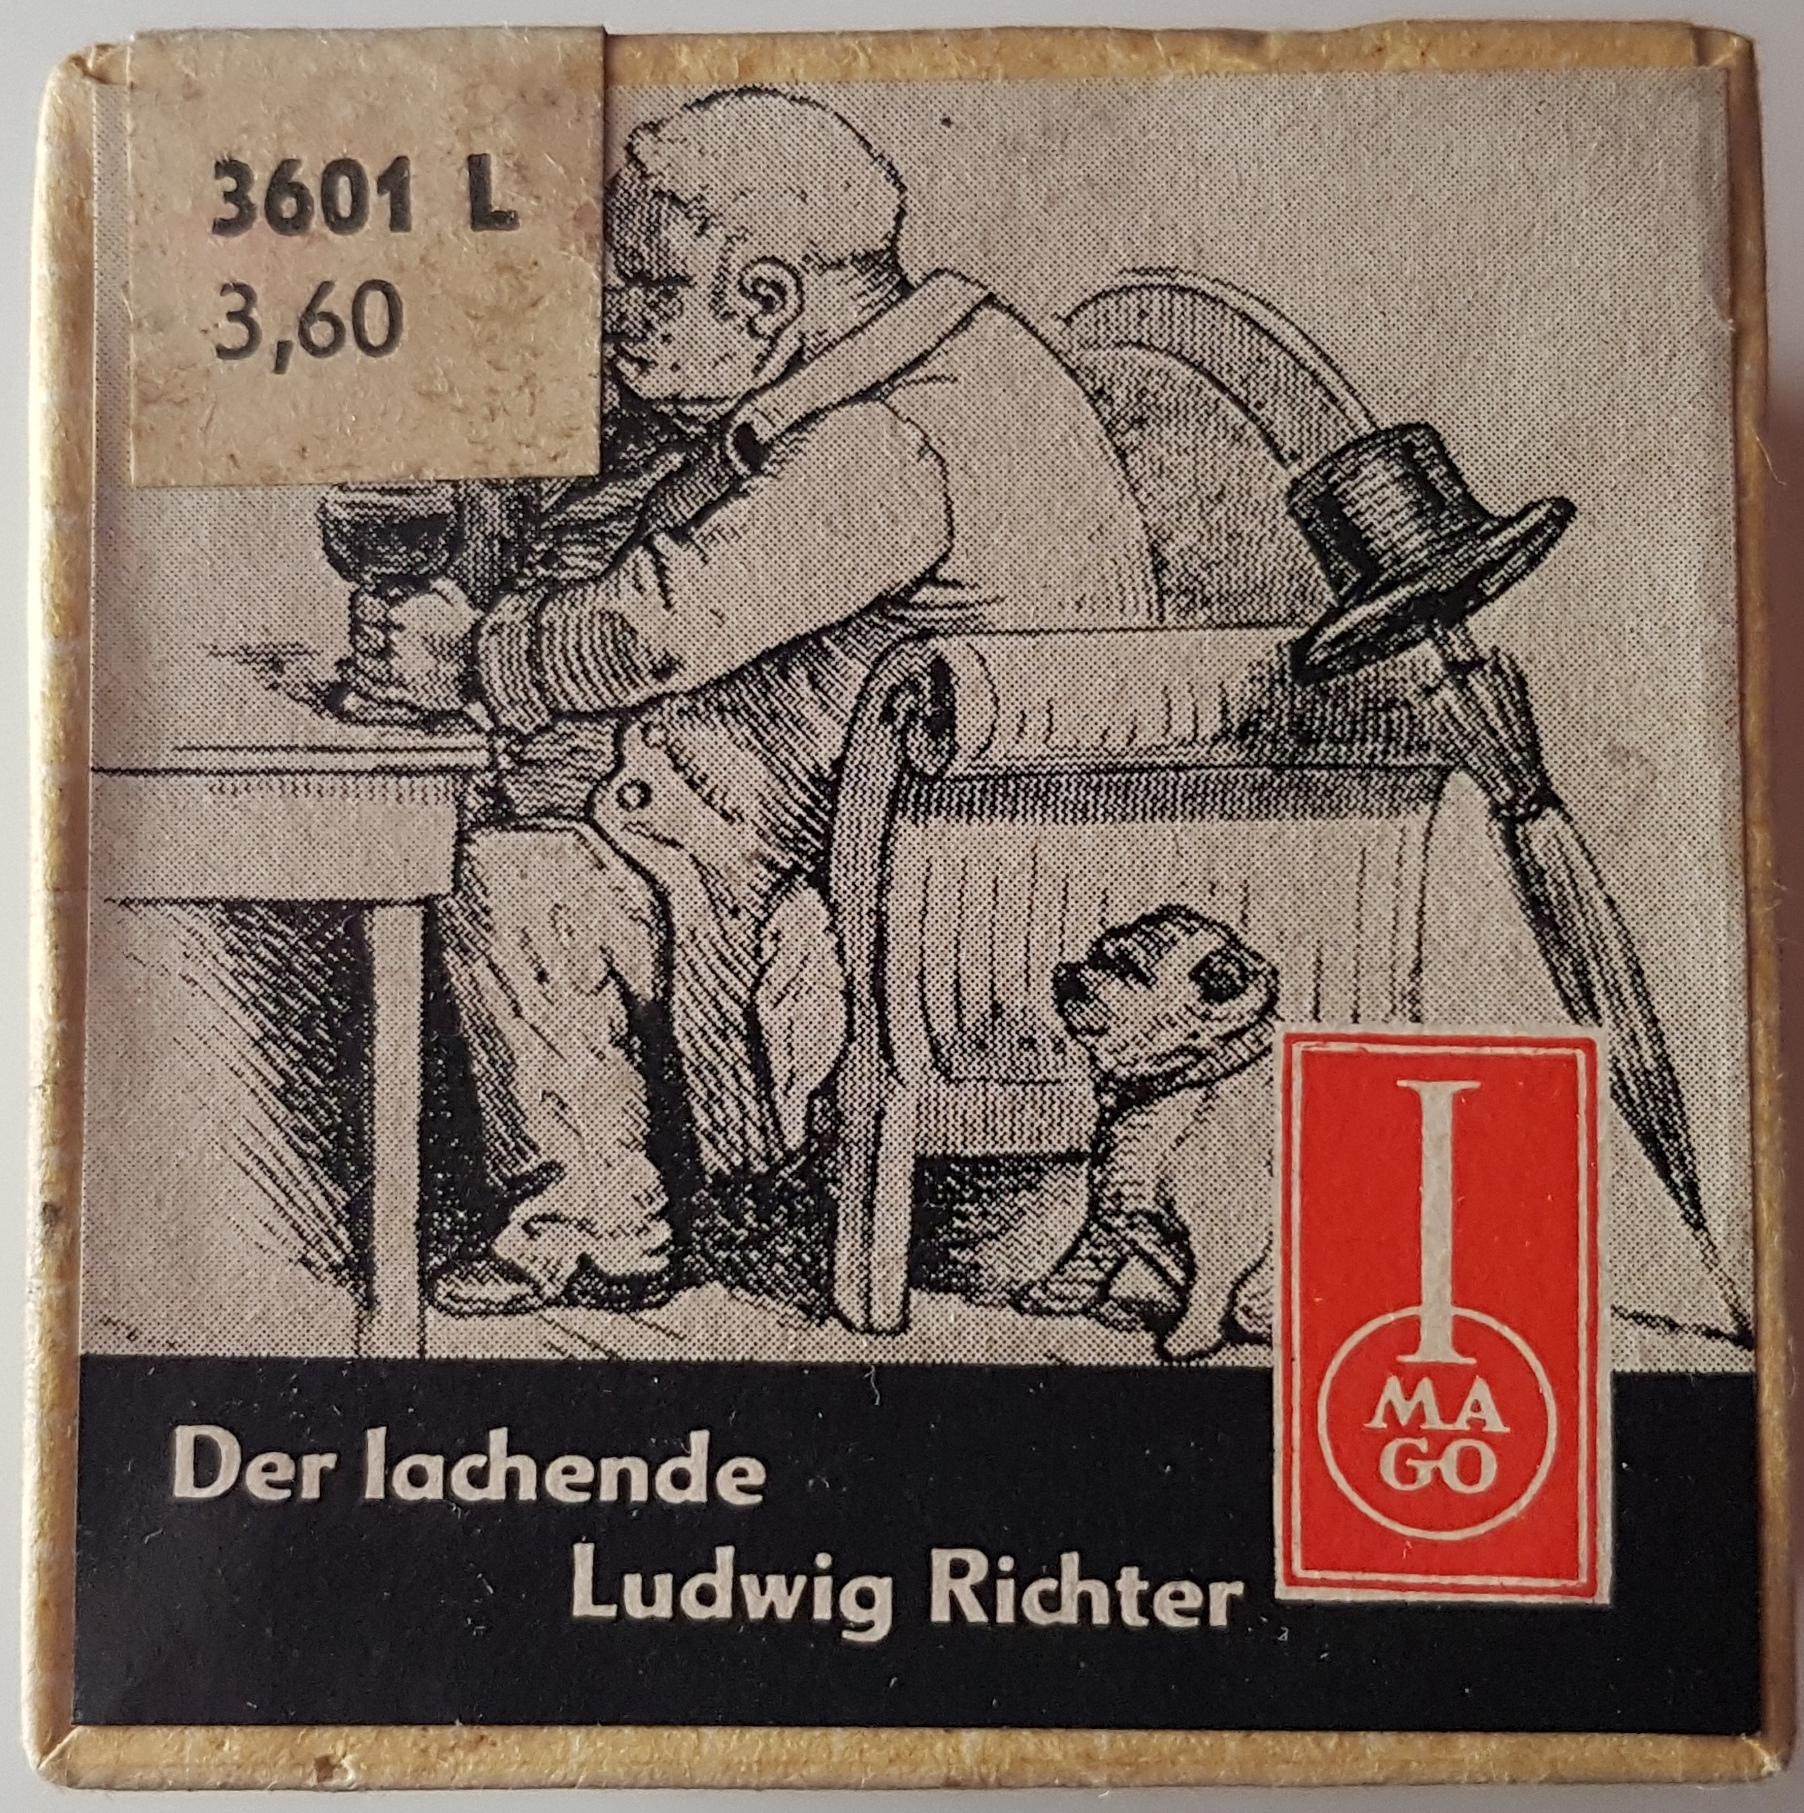 3601 L
3,60
I
MA
GO
Der lachende
Ludwig Richter